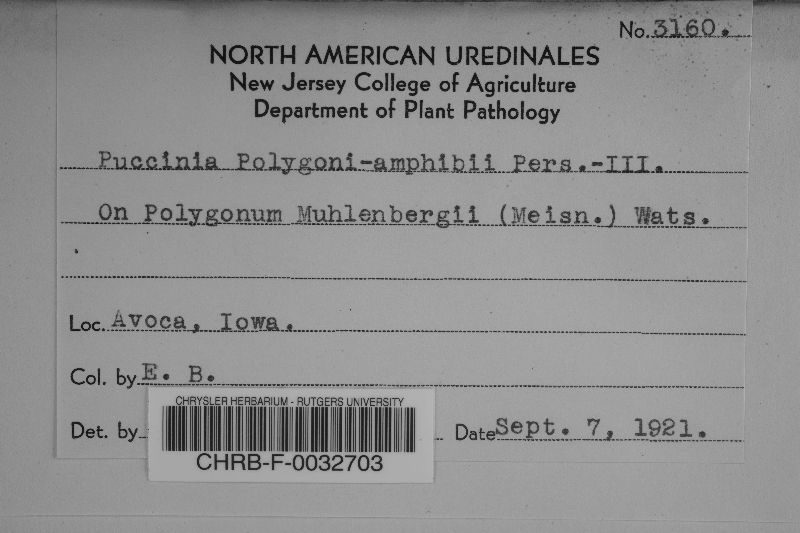 No. 3160.
NORTH AMERICAN UREDINALES
New Jersey College of Agriculture
Department of Plant Pathology
Puccinia Polygoni-amphibii Pers.-III.
On Polygonum Muhlenbergii (Meisn.) Wats.
Loc. Avoca, Iowa.
Col. by E. B.
Det. by
Date Sept. 7, 1921.
CHRYSLER HERBARIUM - RUTGERS UNIVERSITY
CHRB-F-0032703